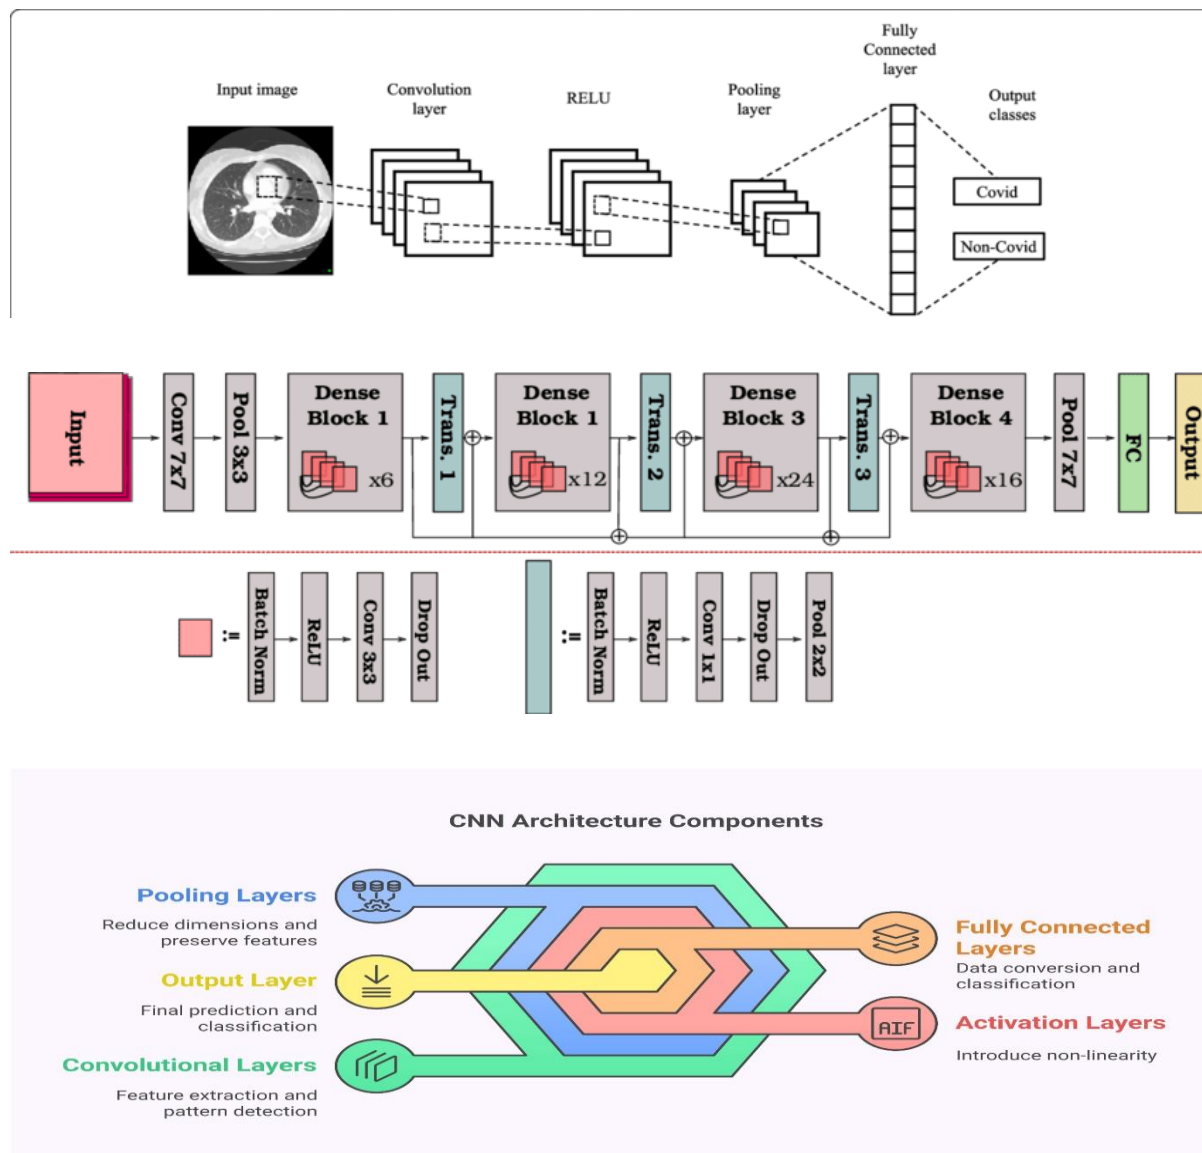 Input image
Convolution
layer
RELU
Pooling
layer
Fully
Connected
layer
Output
classes
Covid
Non-Covid
Input
Conv 7x7
Pool 3x3
Dense
Block 1
x6
Trans. 1
Dense
Block 1
x12
Trans. 2
Dense
Block 3
x24
Trans. 3
Dense
Block 4
x16
Pool 7x7
FC
Output
:=
Batch Norm
ReLU
Conv 3x3
Drop Out
:=
Batch Norm
ReLU
Conv 1x1
Drop Out
Pool 2x2
CNN Architecture Components
Pooling Layers
Reduce dimensions and
preserve features
Output Layer
Final prediction and
classification
Convolutional Layers
Feature extraction and
pattern detection
Fully Connected
Layers
Data conversion and
classification
AIF
Activation Layers
Introduce non-linearity